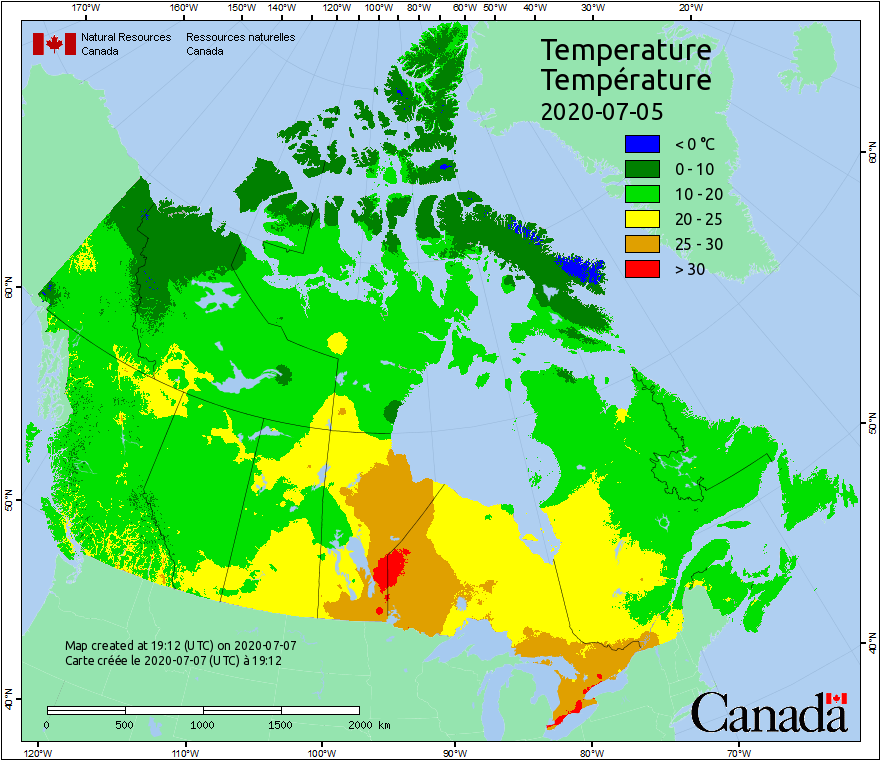 170°W 160°W 150°W 140°W 130°W 120°W 110°W 100°W 90°W 80°W 60°W 50°W 40°W 30°W 20°W
Natural Resources Ressources naturelles
Canada Canada
Temperature
Température
2020-07-05
< 0 °C
0 - 10
10 - 20
20 - 25
25 - 30
> 30
60°N 60°N
50°N 50°N
40°N 40°N
Map created at 19:12 (UTC) on 2020-07-07
Carte créée le 2020-07-07 (UTC) à 19:12
0 500 1000 1500 2000 km
Canada
120°W 110°W 100°W 90°W 80°W 70°W